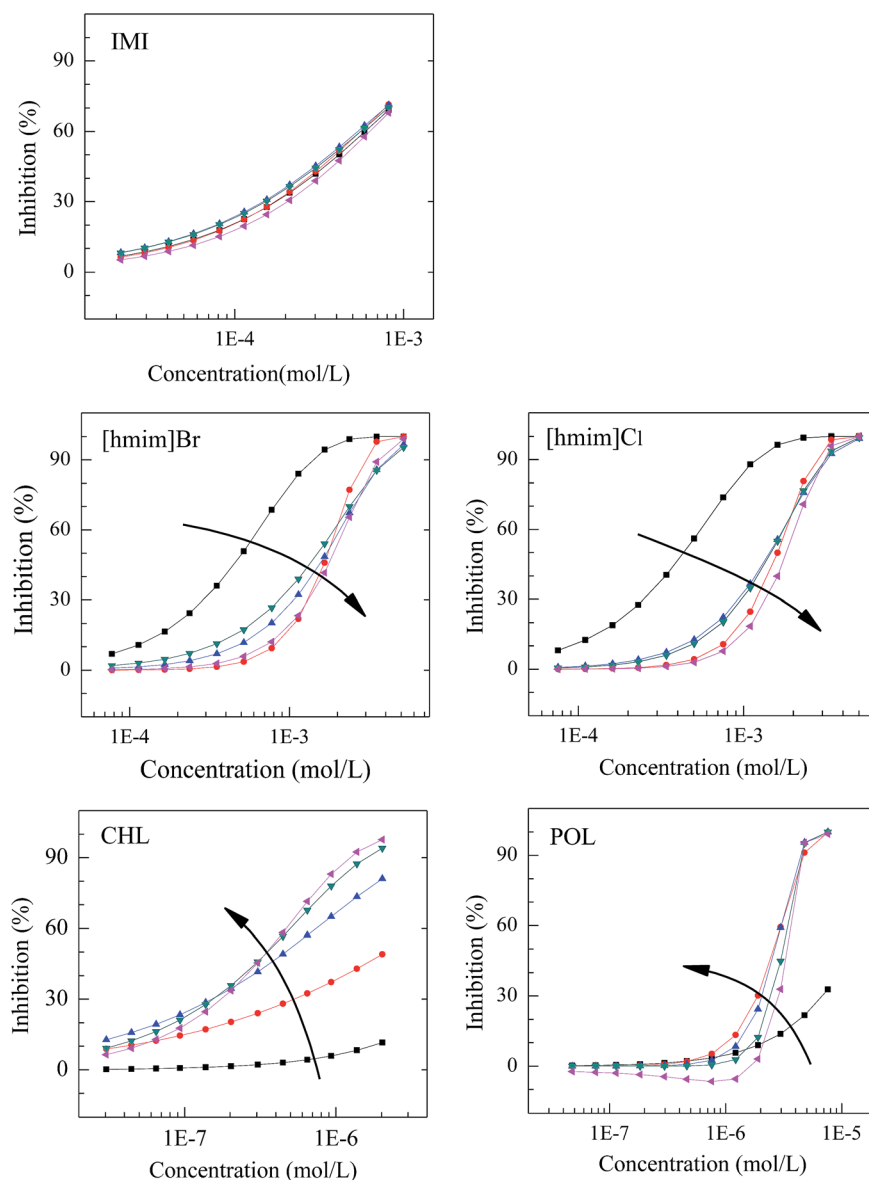 IMI
90
60
30
0
Inhibition (%)
1E-4
1E-3
Concentration(mol/L)
[hmim]Br
90
60
30
0
Inhibition (%)
1E-4
1E-3
Concentration (mol/L)
[hmim]Cl
90
60
30
0
Inhibition (%)
1E-4
1E-3
Concentration (mol/L)
CHL
90
60
30
0
Inhibition (%)
1E-7
1E-6
Concentration (mol/L)
POL
90
60
30
0
Inhibition (%)
1E-7
1E-6
1E-5
Concentration (mol/L)